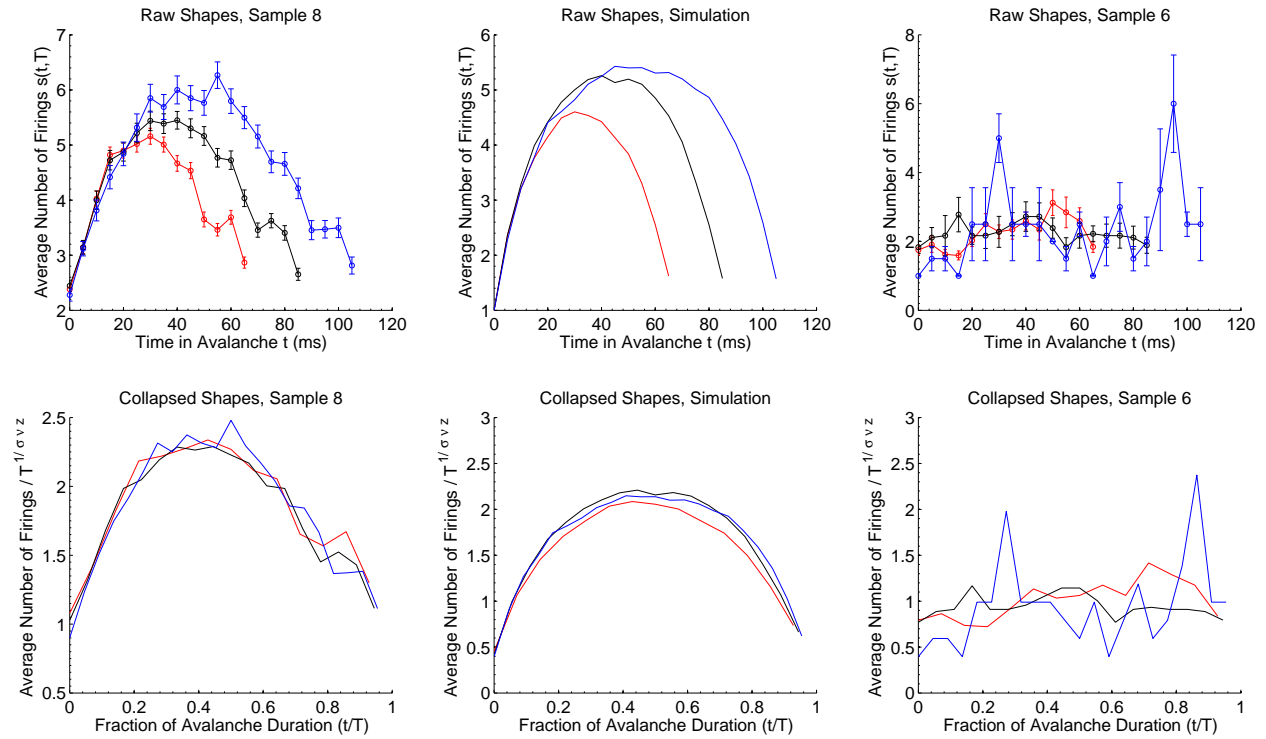 Raw Shapes, Sample 8
Average Number of Firings s(t,T)
7
6
5
4
3
2
0 20 40 60 80 100 120
Time in Avalanche t (ms)
Raw Shapes, Simulation
Average Number of Firings s(t,T)
6
5
4
3
2
1
0 20 40 60 80 100 120
Time in Avalanche t (ms)
Raw Shapes, Sample 6
Average Number of Firings s(t,T)
8
6
4
2
0
0 20 40 60 80 100 120
Time in Avalanche t (ms)
Collapsed Shapes, Sample 8
Average Number of Firings / T^1/ σ ν z
2.5
2
1.5
1
0.5
0 0.2 0.4 0.6 0.8 1
Fraction of Avalanche Duration (t/T)
Collapsed Shapes, Simulation
Average Number of Firings / T^1/ σ ν z
3
2.5
2
1.5
1
0.5
0
0 0.2 0.4 0.6 0.8 1
Fraction of Avalanche Duration (t/T)
Collapsed Shapes, Sample 6
Average Number of Firings / T^1/ σ ν z
3
2.5
2
1.5
1
0.5
0
0 0.2 0.4 0.6 0.8 1
Fraction of Avalanche Duration (t/T)